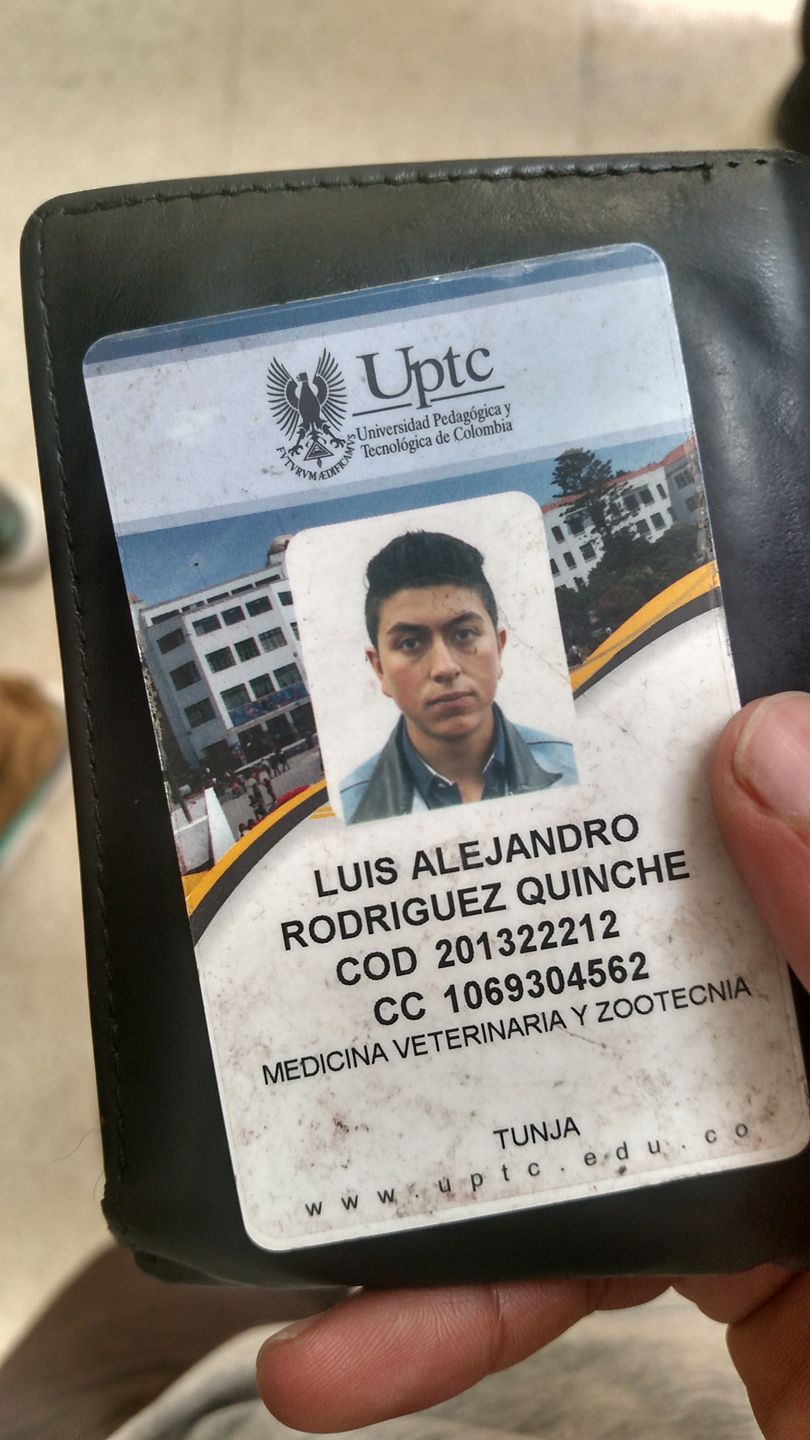 Uptc
Universidad Pedagógica y
Tecnológica de Colombia
FVTVRVM ÆDIFICAMVS
LUIS ALEJANDRO
RODRIGUEZ QUINCHE
COD 201322212
CC 1069304562
MEDICINA VETERINARIA Y ZOOTECNIA
TUNJA
www.uptc.edu.co